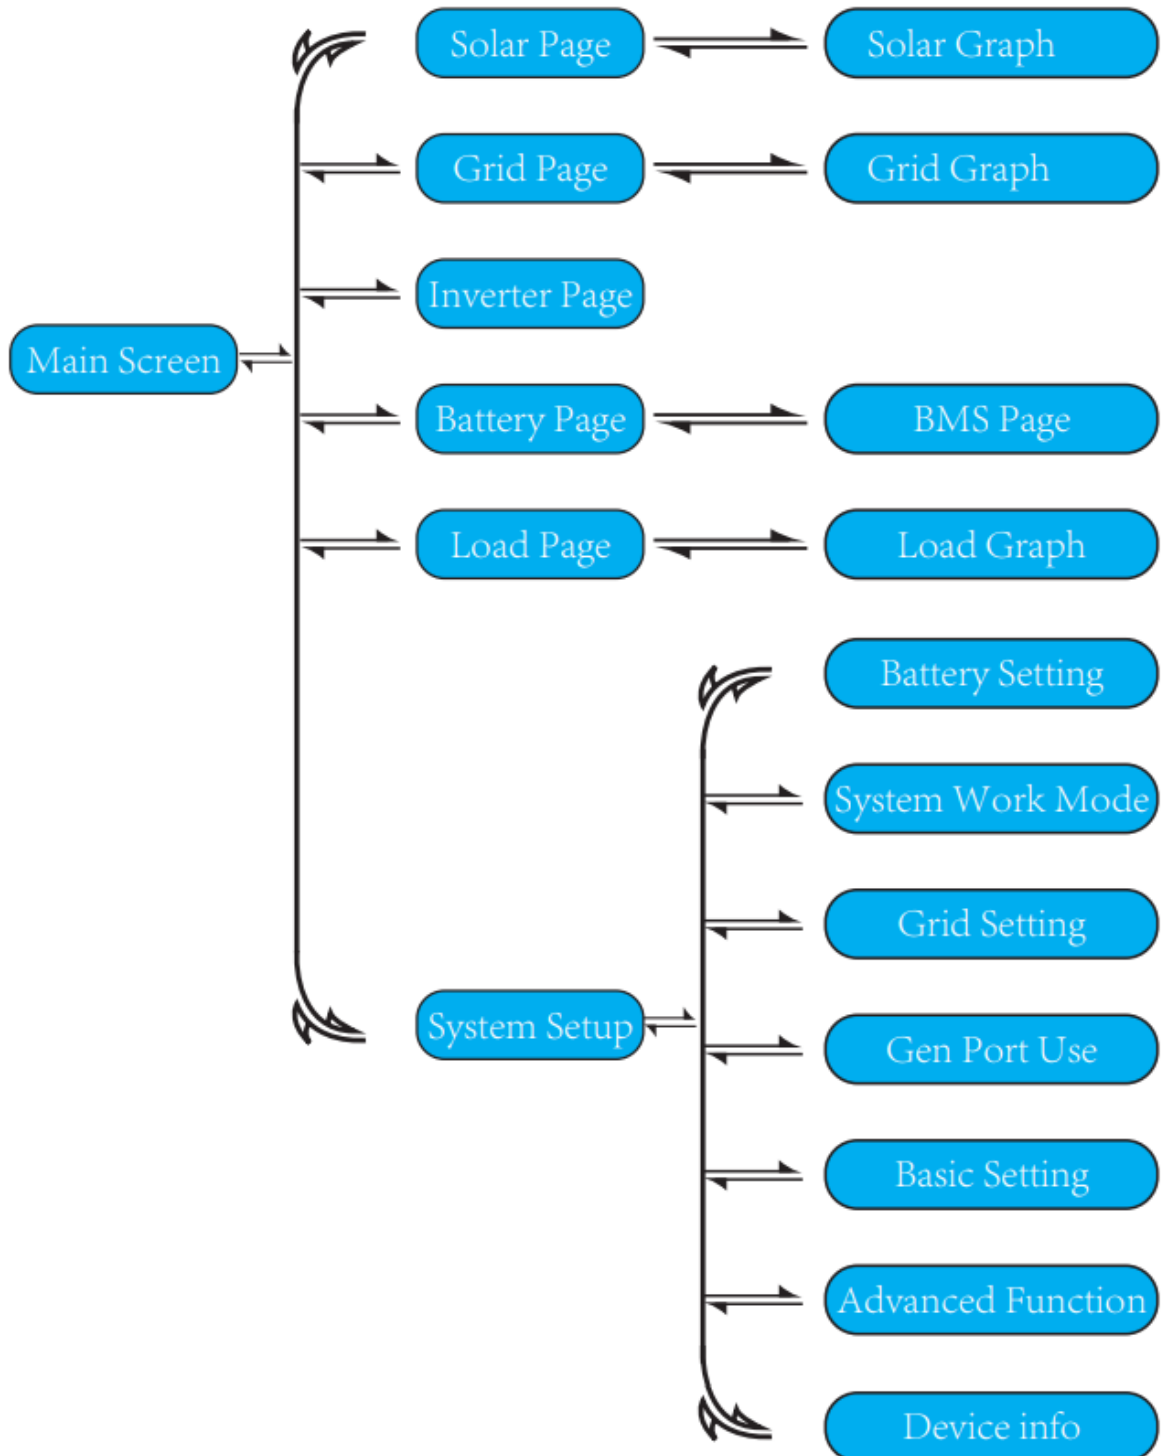 Solar Page
Solar Graph
Grid Page
Grid Graph
Inverter Page
Main Screen
Battery Page
BMS Page
Load Page
Load Graph
Battery Setting
System Work Mode
Grid Setting
System Setup
Gen Port Use
Basic Setting
Advanced Function
Device info